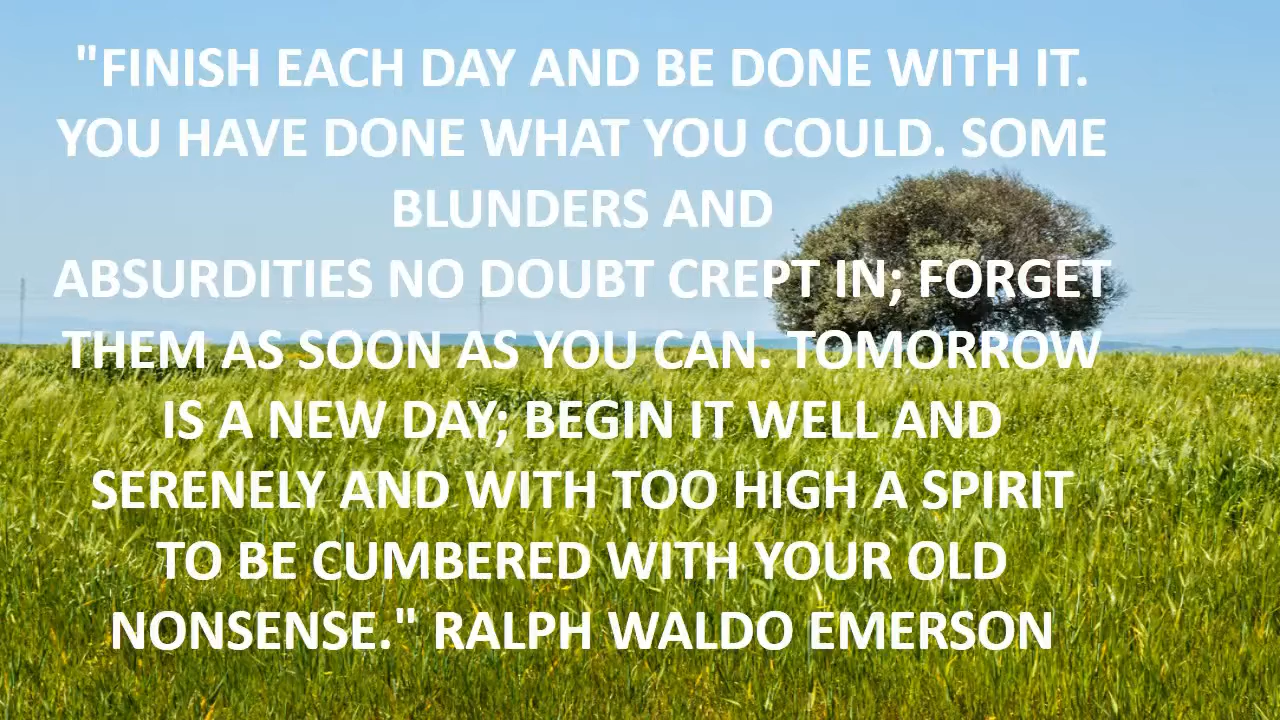 "FINISH EACH DAY AND BE DONE WITH IT.
YOU HAVE DONE WHAT YOU COULD. SOME
BLUNDERS AND
ABSURDITIES NO DOUBT CREPT IN; FORGET
THEM AS SOON AS YOU CAN. TOMORROW
IS A NEW DAY; BEGIN IT WELL AND
SERENELY AND WITH TOO HIGH A SPIRIT
TO BE CUMBERED WITH YOUR OLD
NONSENSE." RALPH WALDO EMERSON